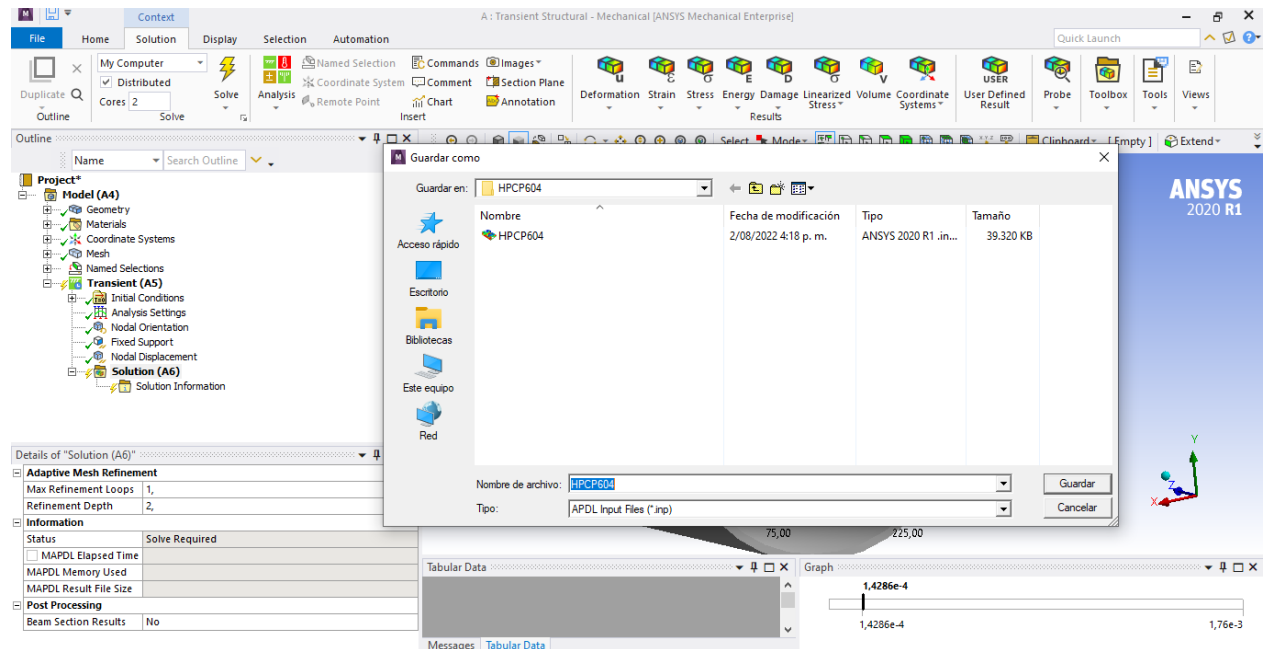 Context
A : Transient Structural - Mechanical [ANSYS Mechanical Enterprise]
File Home Solution Display Selection Automation
Quick Launch
Duplicate Q
Outline
My Computer
Distributed
Cores 2
Solve
Solve
Analysis
Named Selection
Coordinate System
Remote Point
Commands
Comment
Chart
Images
Section Plane
Annotation
Insert
Deformation Strain Stress Energy Damage Linearized Stress Volume Coordinate Systems
Results
User Defined Result
Probe Toolbox Tools Views
Outline
Name Search Outline
Select Mode Clipboard [ Empty ] Extend
Project*
Model (A4)
Geometry
Materials
Coordinate Systems
Mesh
Named Selections
Transient (A5)
Initial Conditions
Analysis Settings
Nodal Orientation
Fixed Support
Nodal Displacement
Solution (A6)
Solution Information
Guardar como
Guardar en: HPCP604
Nombre Fecha de modificación Tipo Tamaño
HPCP604 2/08/2022 4:18 p. m. ANSYS 2020 R1 .in... 39.320 KB
Acceso rápido
Escritorio
Bibliotecas
Este equipo
Red
Nombre de archivo: HPCP604 Guardar
Tipo: APDL Input Files (*.inp) Cancelar
ANSYS
2020 R1
Y
Z
X
75,00 225,00
Details of "Solution (A6)"
Adaptive Mesh Refinement
Max Refinement Loops 1,
Refinement Depth 2,
Information
Status Solve Required
MAPDL Elapsed Time
MAPDL Memory Used
MAPDL Result File Size
Post Processing
Beam Section Results No
Tabular Data
Messages Tabular Data
Graph
1,4286e-4
1,4286e-4 1,76e-3